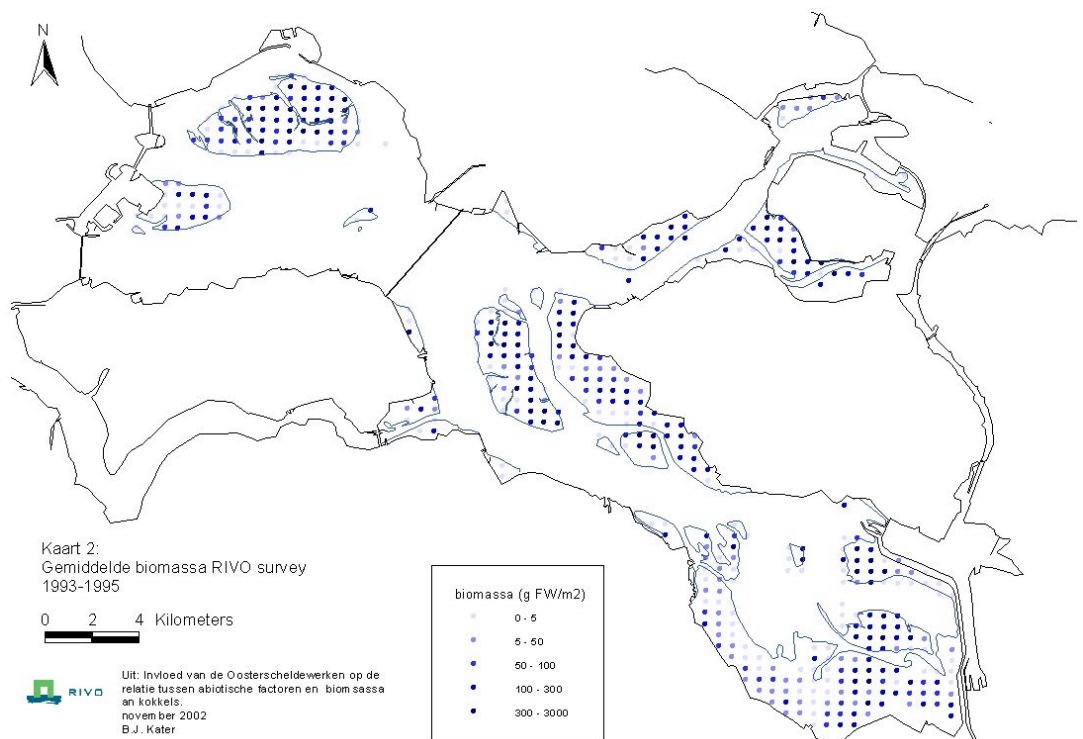 N
Kaart 2:
Gemiddelde biomassa RIVO survey
1993-1995
0 2 4 Kilometers
RIVO
Uit: Invloed van de Oosterscheldewerken op de
relatie tussen abiotische factoren en biomsassa
an kokkels.
november 2002
B.J. Kater
biomassa (g FW/m2)
0 - 5
5 - 50
50 - 100
100 - 300
300 - 3000